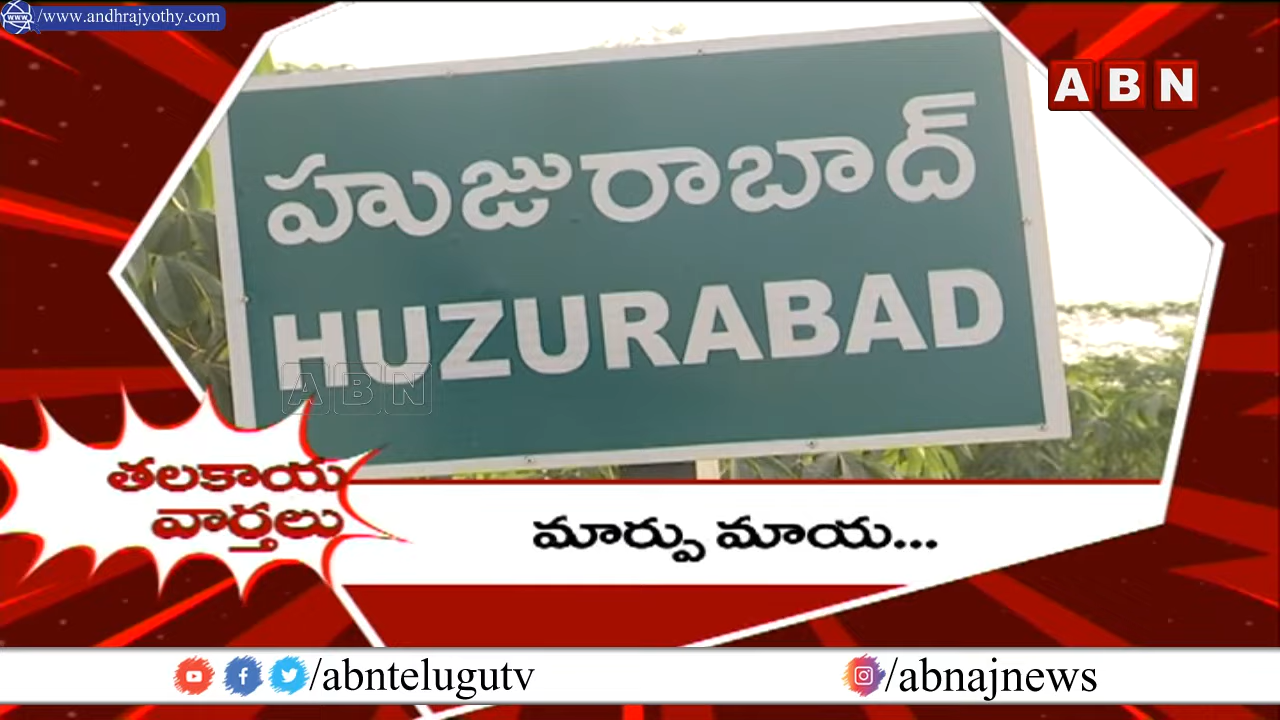 /www.andhrajyothy.com
ABN
హుజురాబాద్
HUZURABAD
ABN
తలకాయ
వార్తలు
మార్పు మాయ...
/abntelugutv
/abnajnews